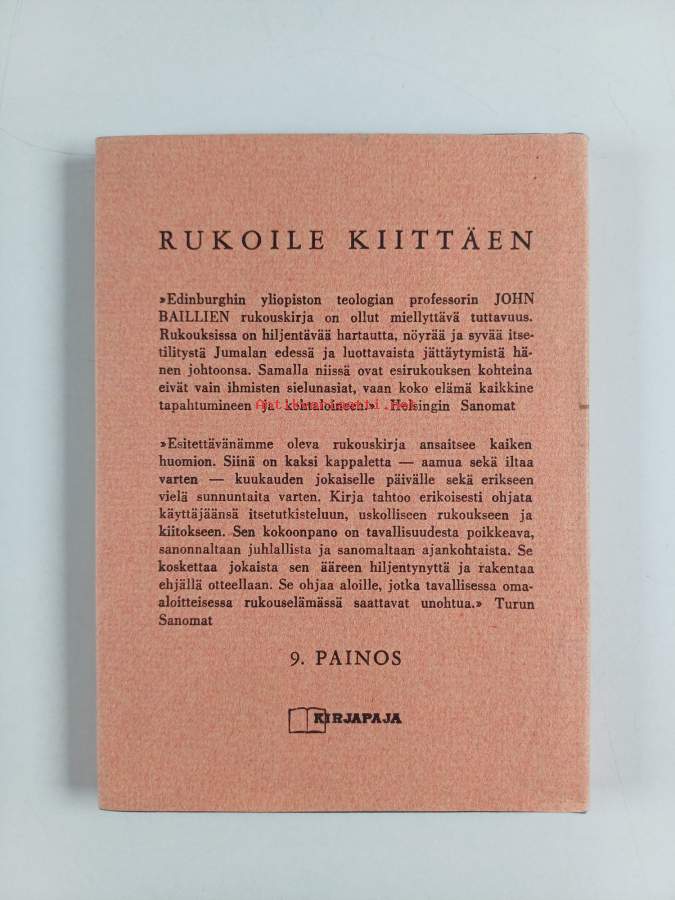 RUKOILE KIITTÄEN
»Edinburghin yliopiston teologian professorin JOHN
BAILLIEN rukouskirja on ollut miellyttävä tuttavuus.
Rukouksissa on hiljentävää hartautta, nöyrää ja syvää itse-
tilitystä Jumalan edessä ja luottavaista jättäytymistä hä-
nen johtoonsa. Samalla niissä ovat esirukouksen kohteina
eivät vain ihmisten sielunasiat, vaan koko elämä kaikkine
tapahtumineen ja kohtaloineen.» Helsingin Sanomat
antikvariaatti.net
»Esitettävänämme oleva rukouskirja ansaitsee kaiken
huomion. Siinä on kaksi kappaletta — aamua sekä iltaa
varten — kuukauden jokaiselle päivälle sekä erikseen
vielä sunnuntaita varten. Kirja tahtoo erikoisesti ohjata
käyttäjäänsä itsetutkisteluun, uskolliseen rukoukseen ja
kiitokseen. Sen kokoonpano on tavallisuudesta poikkeava,
sanonnaltaan juhlallista ja sanomaltaan ajankohtaista. Se
koskettaa jokaista sen ääreen hiljentynyttä ja rakentaa
ehjällä otteellaan. Se ohjaa aloille, jotka tavallisessa oma-
aloitteisessa rukouselämässä saattavat unohtua.» Turun
Sanomat
9. PAINOS
KIRJAPAJA